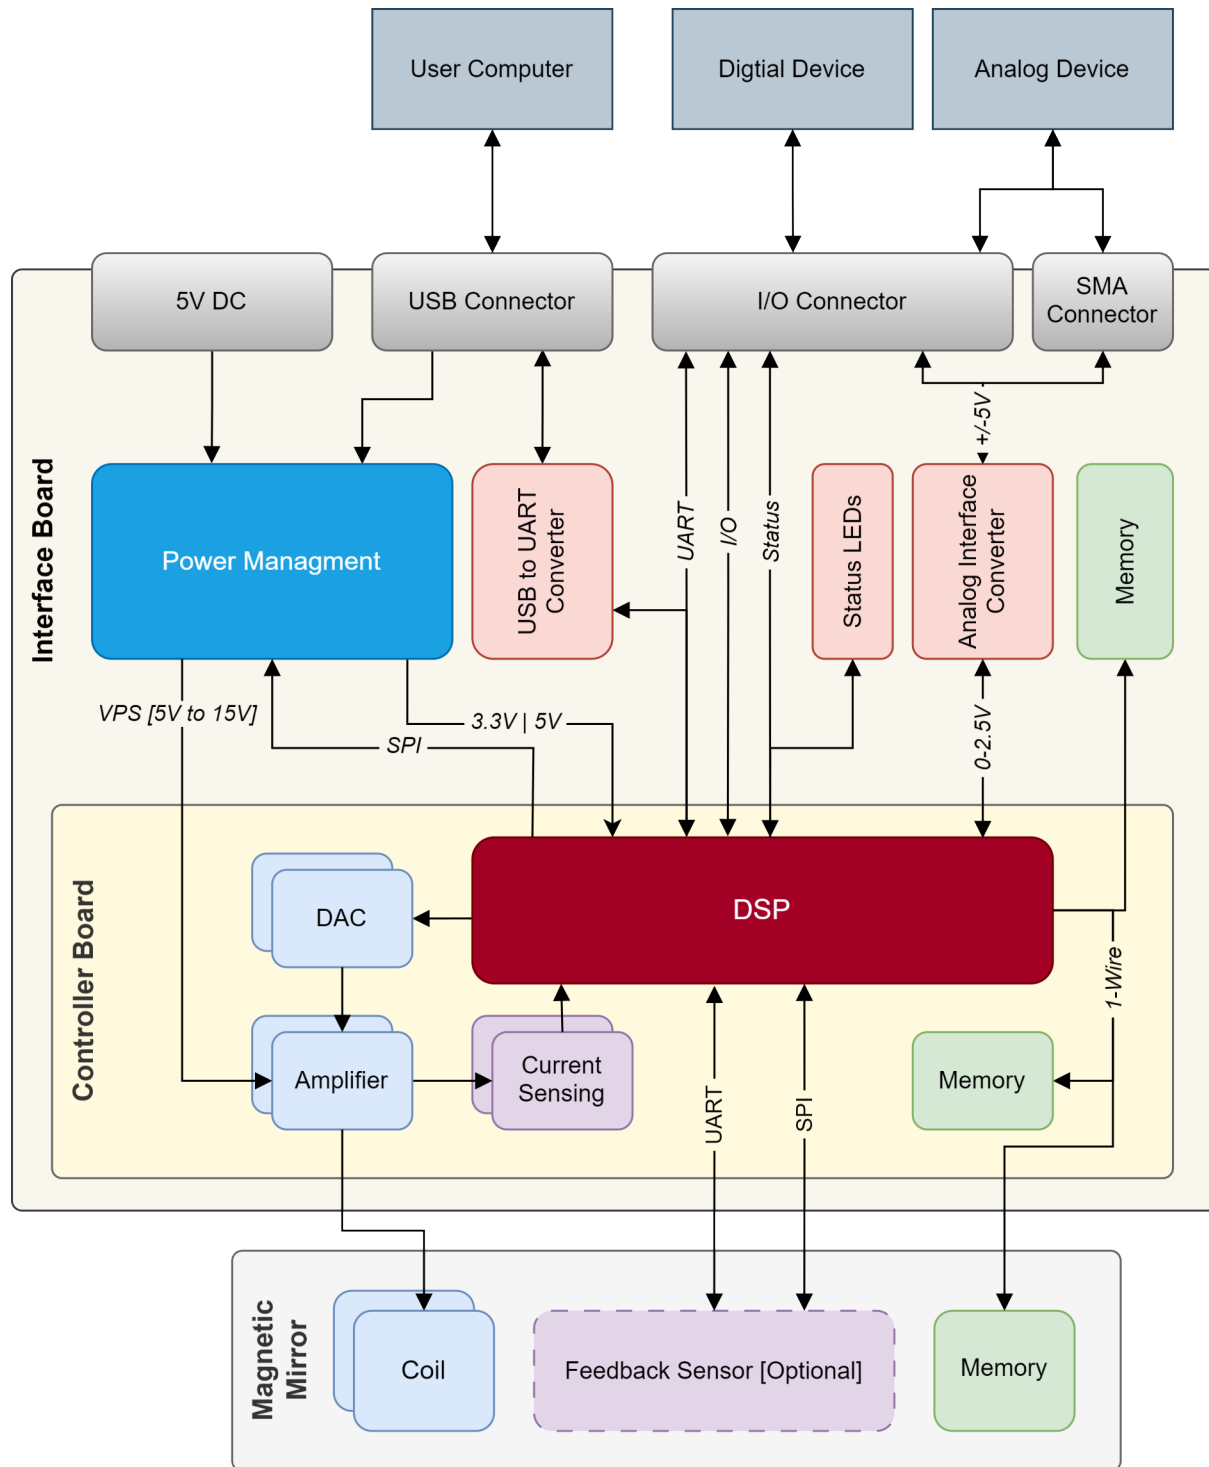 User Computer
Digtial Device
Analog Device
5V DC
USB Connector
I/O Connector
SMA
Connector
+/-5V
Interface Board
Power Managment
USB to UART
Converter
UART
I/O
Status
Status LEDs
Analog Interface
Converter
Memory
VPS [5V to 15V]
3.3V | 5V
SPI
0-2.5V
Controller Board
DAC
DSP
1-Wire
Amplifier
Current
Sensing
UART
SPI
Memory
Magnetic
Mirror
Coil
Feedback Sensor [Optional]
Memory